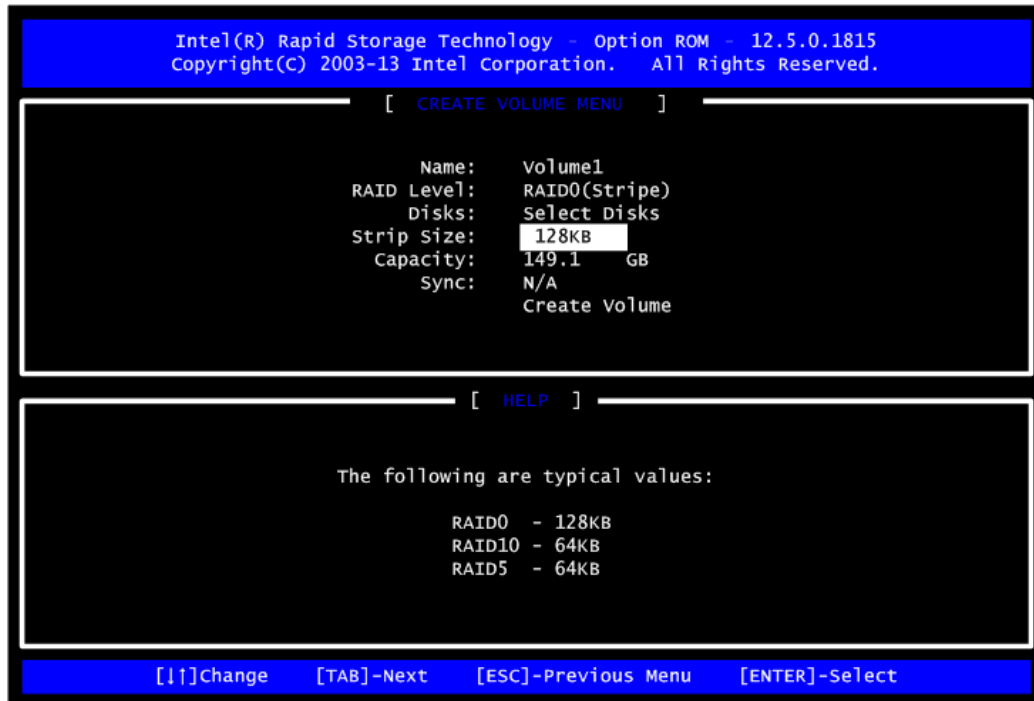 Intel(R) Rapid Storage Technology - Option ROM - 12.5.0.1815
Copyright(C) 2003-13 Intel Corporation. All Rights Reserved.
[ CREATE VOLUME MENU ]
Name: Volume1
RAID Level: RAID0(Stripe)
Disks: Select Disks
Strip Size: 128KB
Capacity: 149.1 GB
Sync: N/A
Create Volume
[ HELP ]
The following are typical values:
RAID0 - 128KB
RAID10 - 64KB
RAID5 - 64KB
[↓↑]Change [TAB]-Next [ESC]-Previous Menu [ENTER]-Select